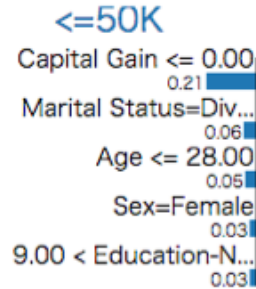 <=50K
Capital Gain <= 0.00
0.21
Marital Status=Div...
0.06
Age <= 28.00
0.05
Sex=Female
0.03
9.00 < Education-N...
0.03